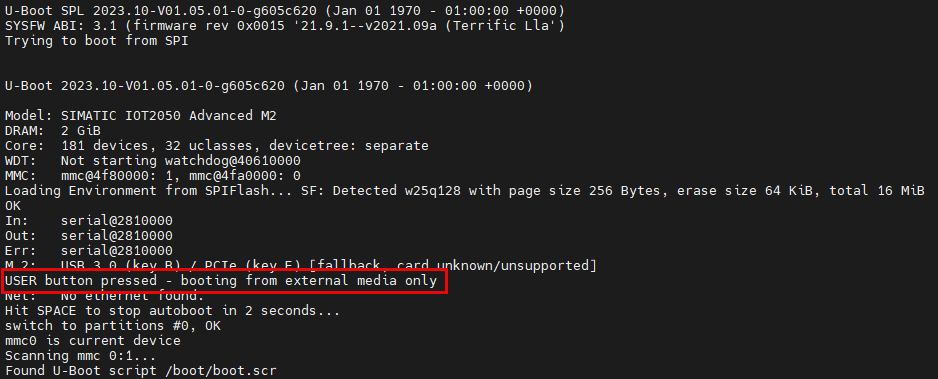 U-Boot SPL 2023.10-V01.05.01-0-g605c620 (Jan 01 1970 - 01:00:00 +0000)
SYSFW ABI: 3.1 (firmware rev 0x0015 '21.9.1--v2021.09a (Terrific Lla')
Trying to boot from SPI
U-Boot 2023.10-V01.05.01-0-g605c620 (Jan 01 1970 - 01:00:00 +0000)
Model: SIMATIC IOT2050 Advanced M2
DRAM:  2 GiB
Core:  181 devices, 32 uclasses, devicetree: separate
WDT:   Not starting watchdog@40610000
MMC:   mmc@4f80000: 1, mmc@4fa0000: 0
Loading Environment from SPIFlash... SF: Detected w25q128 with page size 256 Bytes, erase size 64 KiB, total 16 MiB
OK
In:    serial@2810000
Out:   serial@2810000
Err:   serial@2810000
M.2:   USB 3.0 (key B) / PCIe (key E) [fallback, card unknown/unsupported]
USER button pressed - booting from external media only
Net:   No ethernet found.
Hit SPACE to stop autoboot in 2 seconds...
switch to partitions #0, OK
mmc0 is current device
Scanning mmc 0:1...
Found U-Boot script /boot/boot.scr